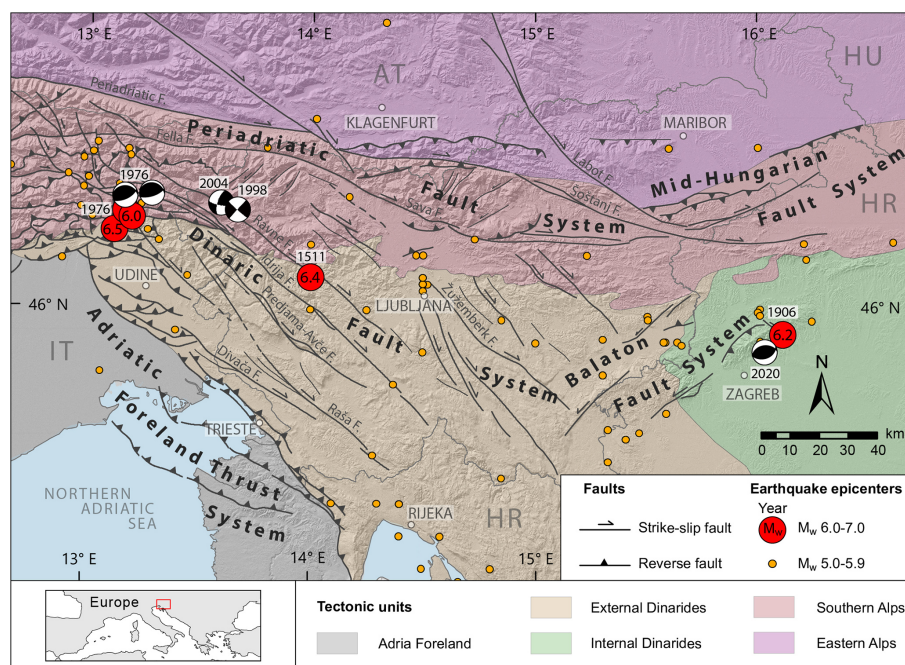 13° E
14° E
15° E
16° E
HU
AT
KLAGENFURT
MARIBOR
Periadriatic F.
Periadriatic
Fella F.
Labot F.
Mid-Hungarian
1976
2004
1998
Fault
Šoštanj F.
Fault System
HR
Sava F.
System
1976
6.0
6.5
Ravne F.
Dinaric
Idrija F.
1511
6.4
UDINE
Predjama-Avče F.
LJUBLJANA
Žužemberk F.
46° N
46° N
1906
6.2
Fault
Balaton
System
Adriatic
IT
2020
Divača F.
System
Fault
ZAGREB
N
Raša F.
Foreland Thrust
TRIESTE
0 10 20 30 40
km
NORTHERN
ADRIATIC
SEA
System
RIJEKA
HR
13° E
14° E
15° E
Faults
Strike-slip fault
Reverse fault
Earthquake epicenters
Year
Mw
Mw 6.0-7.0
Mw 5.0-5.9
Europe
Tectonic units
Adria Foreland
External Dinarides
Internal Dinarides
Southern Alps
Eastern Alps